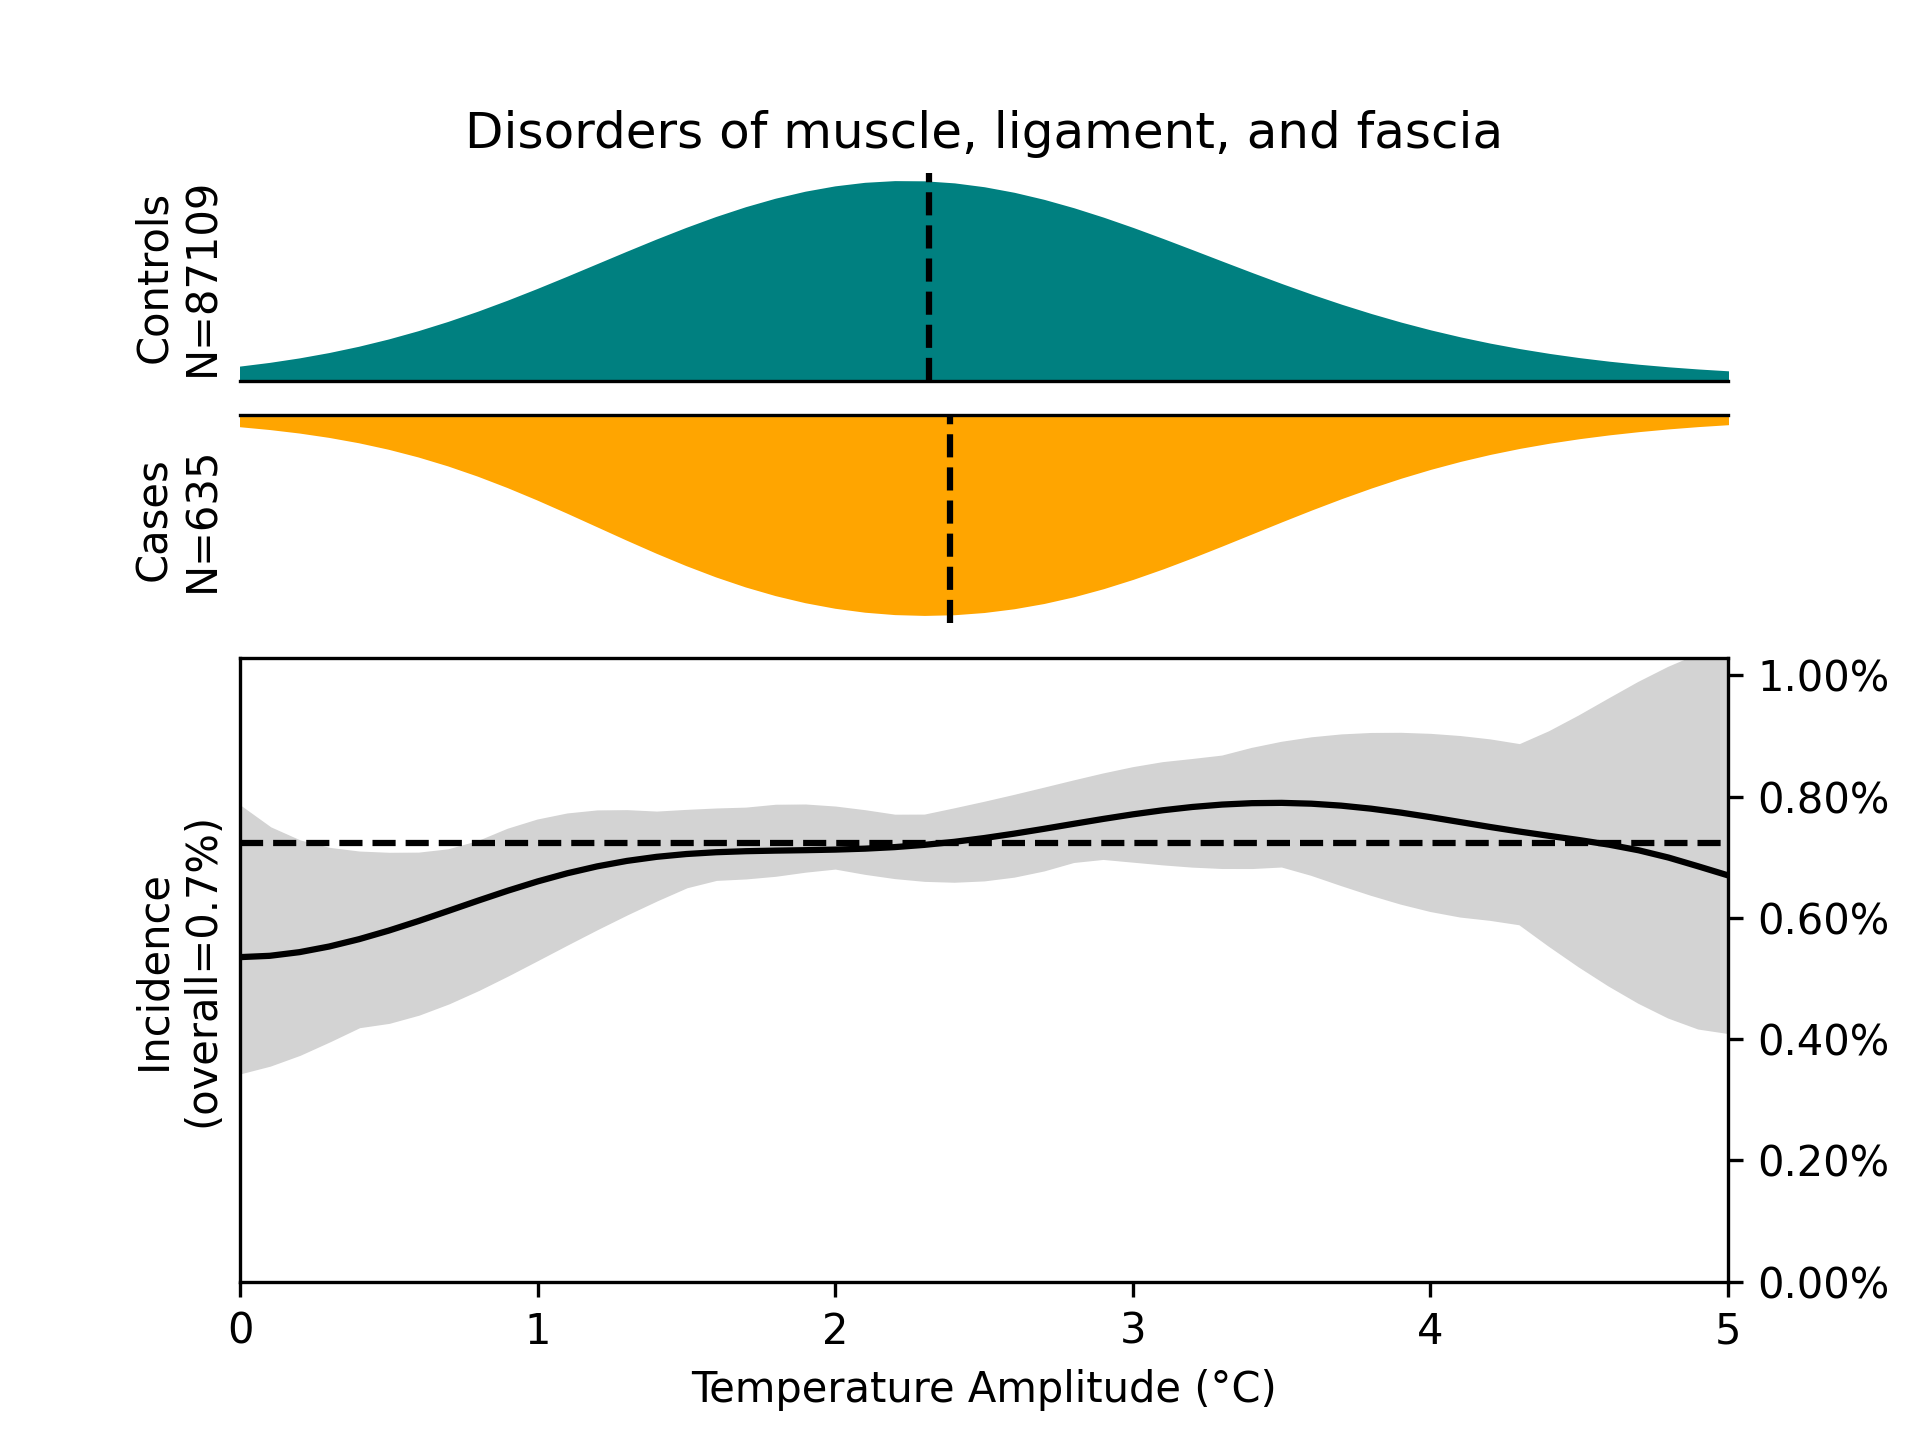 Disorders of muscle, ligament, and fascia
Controls
N=87109
Cases
N=635
Incidence
(overall=0.7%)
1.00%
0.80%
0.60%
0.40%
0.20%
0.00%
0 1 2 3 4 5
Temperature Amplitude (°C)